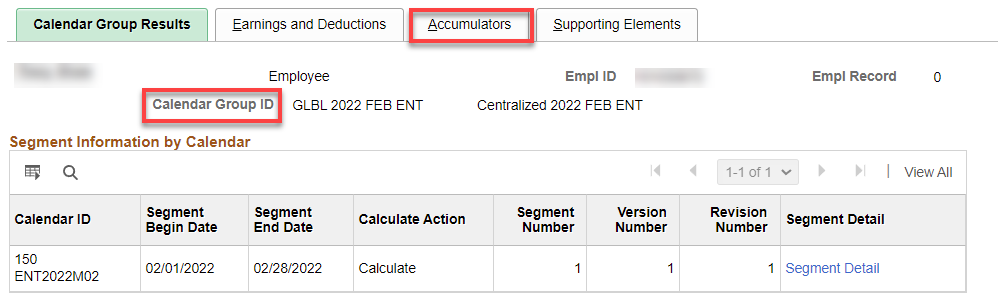 Calendar Group Results Earnings and Deductions Accumulators Supporting Elements
Employee Empl ID Empl Record 0
Calendar Group ID GLBL 2022 FEB ENT Centralized 2022 FEB ENT
Segment Information by Calendar
1-1 of 1 | View All
Calendar ID Segment Begin Date Segment End Date Calculate Action Segment Number Version Number Revision Number Segment Detail
150 ENT2022M02 02/01/2022 02/28/2022 Calculate 1 1 1 Segment Detail